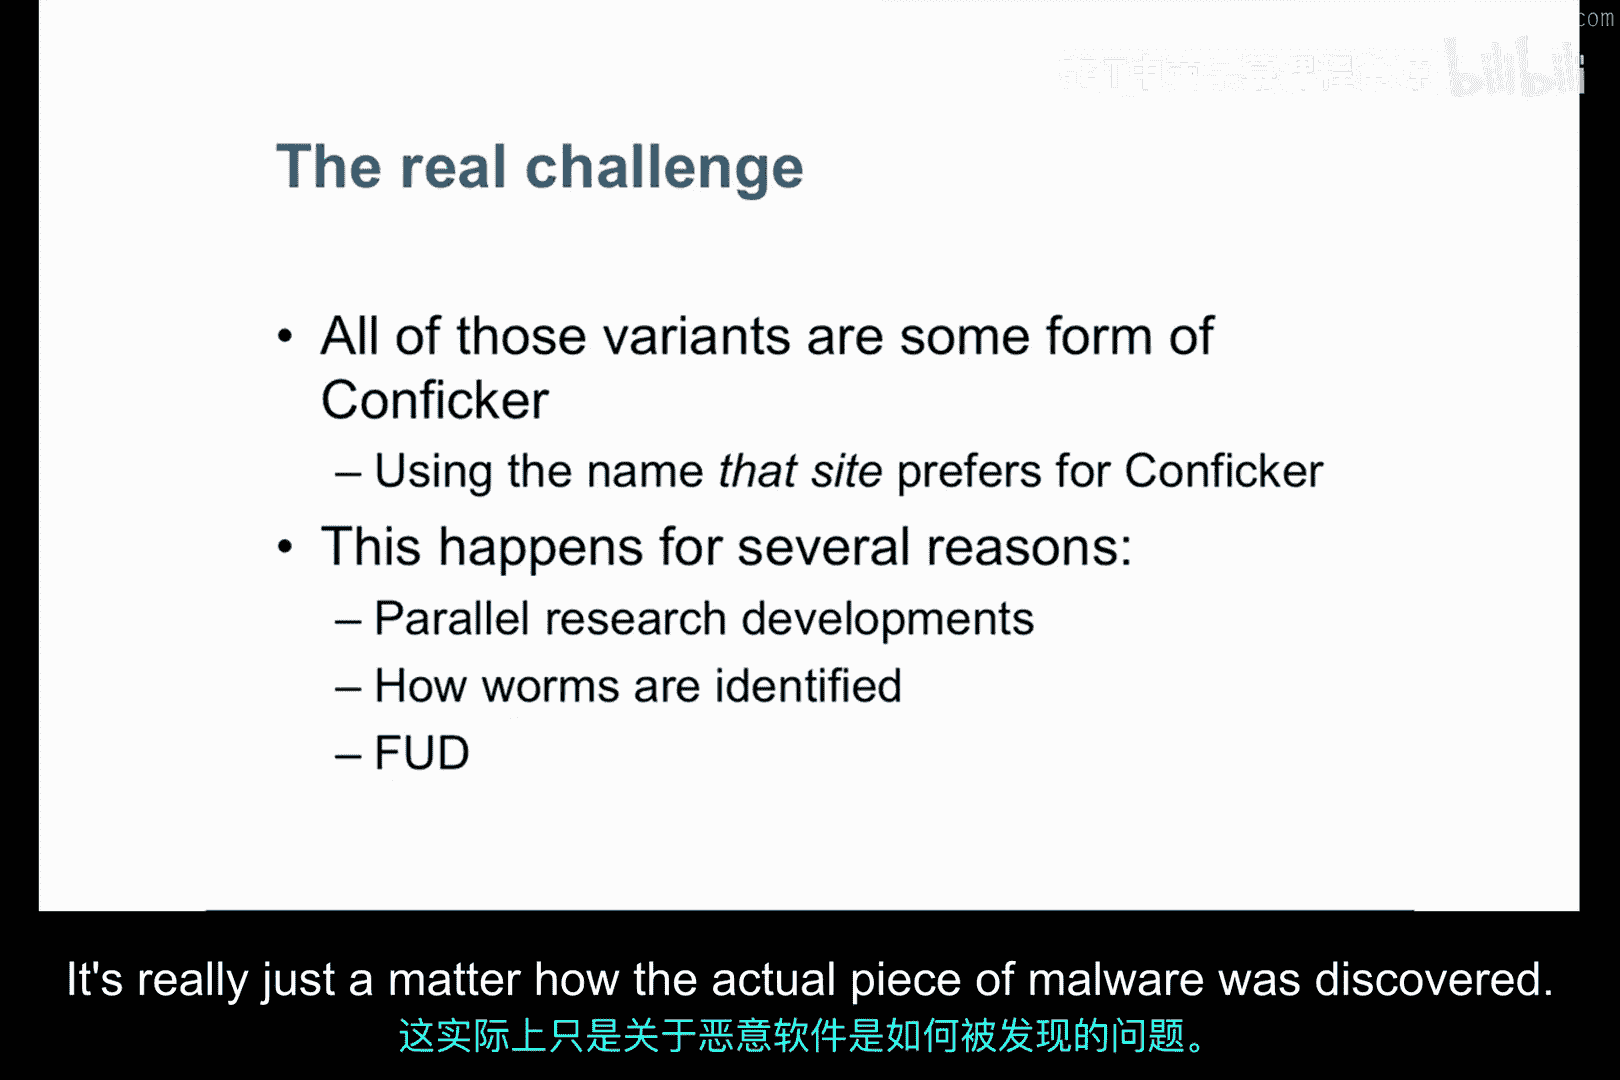 com
bilibili
The real challenge
• All of those variants are some form of
Conficker
– Using the name that site prefers for Conficker
• This happens for several reasons:
– Parallel research developments
– How worms are identified
– FUD
It's really just a matter how the actual piece of malware was discovered.
这实际上只是关于恶意软件是如何被发现的问题。